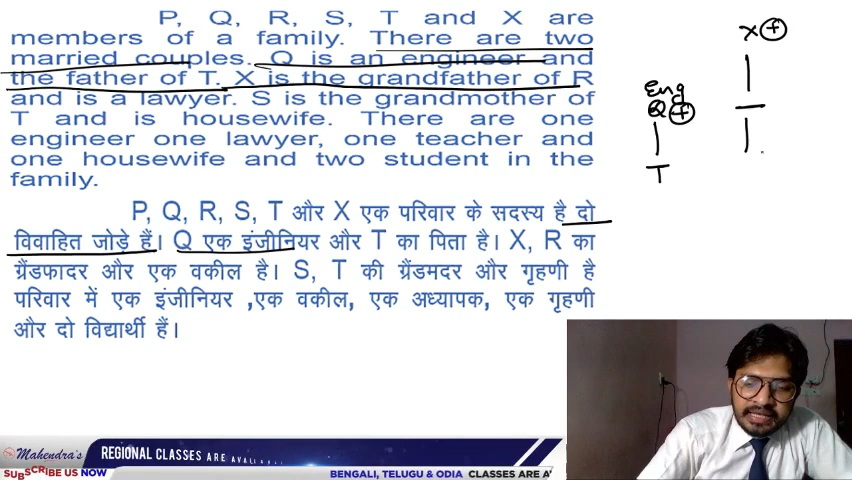 P, Q, R, S, T and X are
members of a family. There are two
married couples. Q is an engineer and
the father of T. X is the grandfather of R
and is a lawyer. S is the grandmother of
T and is housewife. There are one
engineer one lawyer, one teacher and
one housewife and two student in the
family.
P, Q, R, S, T और X एक परिवार के सदस्य है दो
विवाहित जोड़े हैं। Q एक इंजीनियर और T का पिता है। X, R का
ग्रैंडफादर और एक वकील है। S, T की ग्रैंडमदर और गृहणी है
परिवार में एक इंजीनियर ,एक वकील, एक अध्यापक, एक गृहणी
और दो विद्यार्थी हैं।
X +
Eng
Q +
T
Mahendra's
REGIONAL CLASSES ARE AVAI
SUBSCRIBE US NOW
BENGALI, TELUGU & ODIA CLASSES ARE A